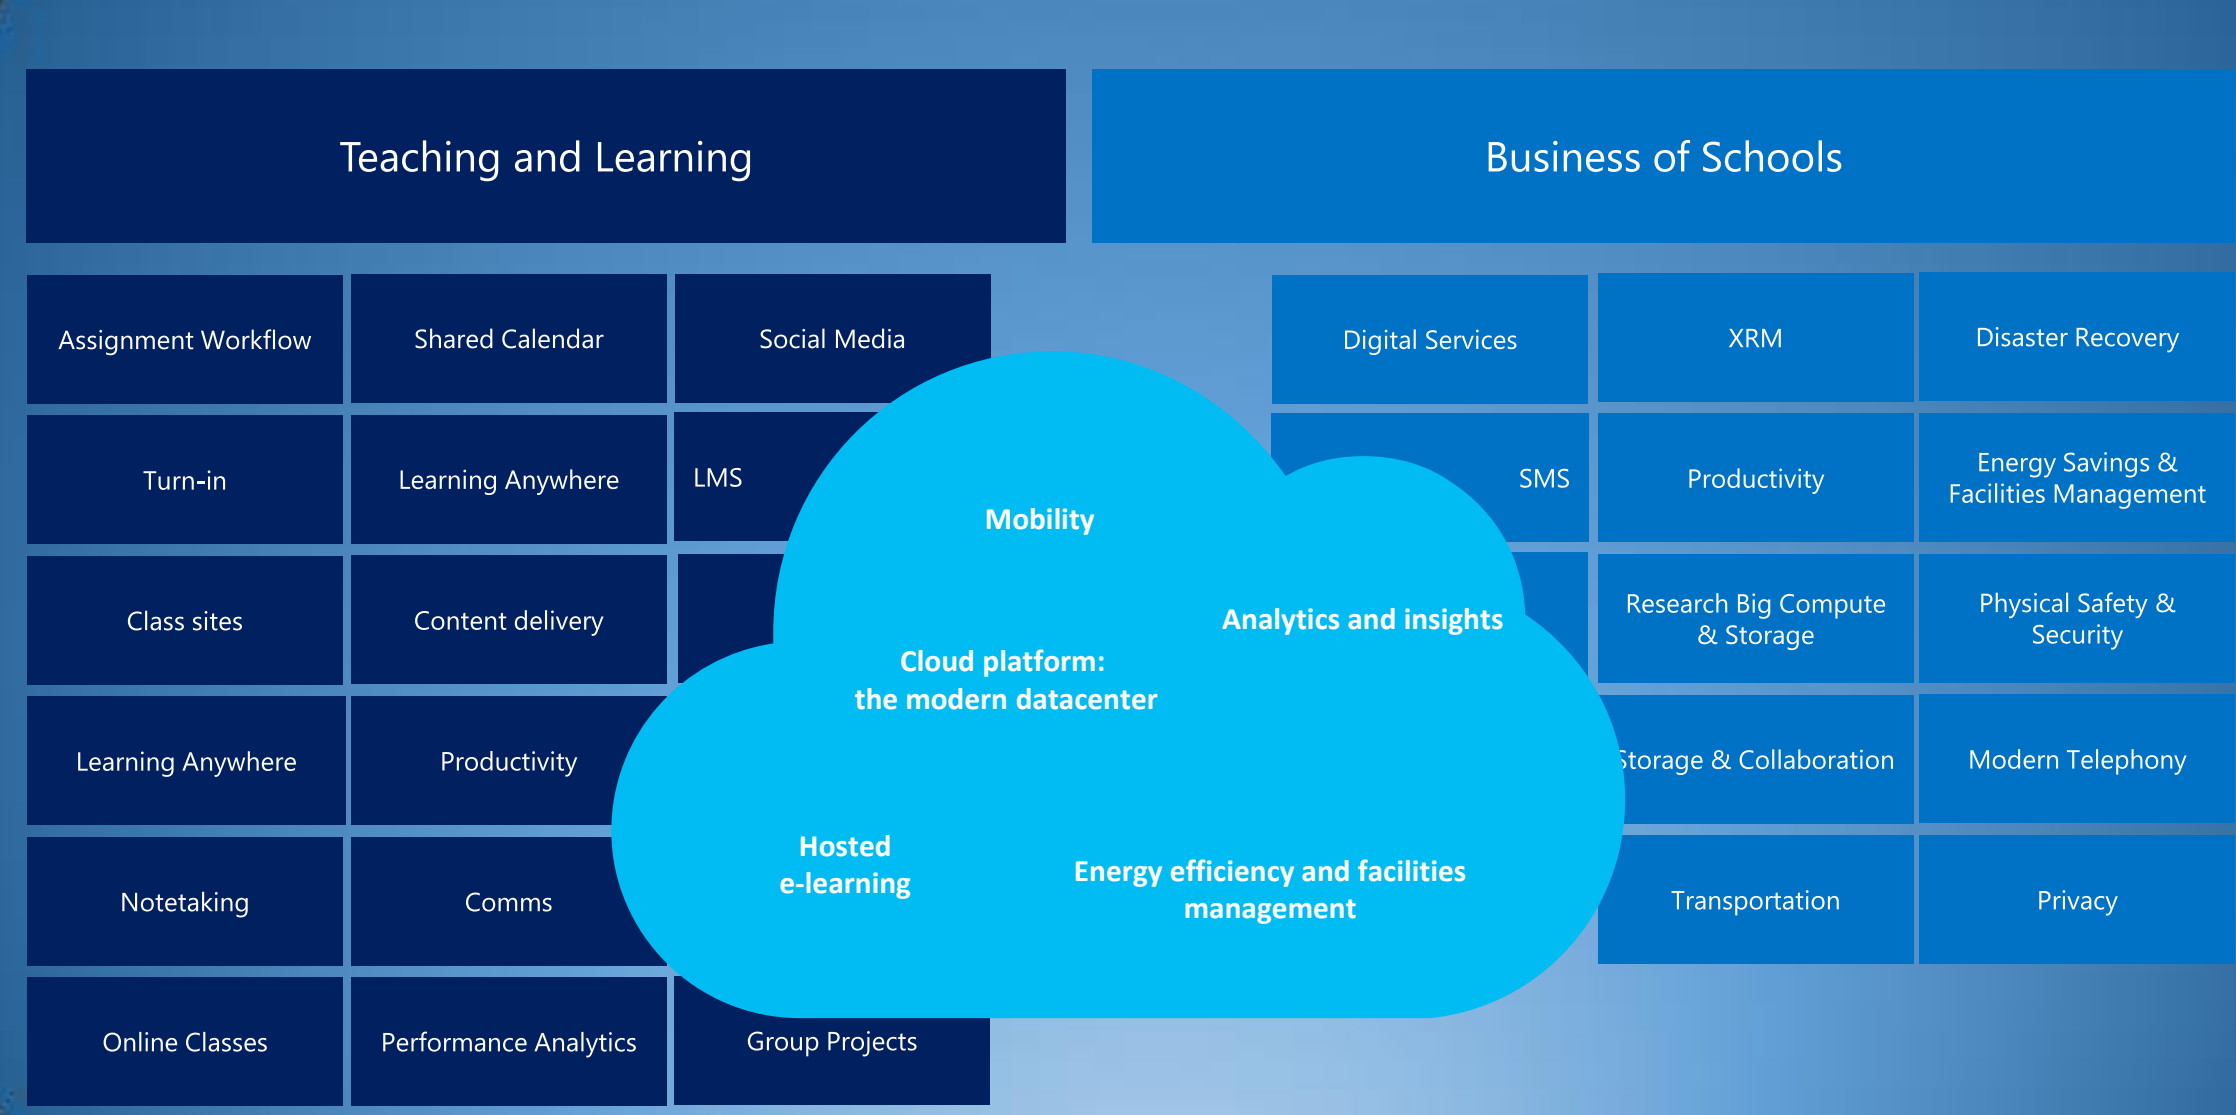 Teaching and Learning
Business of Schools
Assignment Workflow
Shared Calendar
Social Media
Digital Services
XRM
Disaster Recovery
Turn-in
Learning Anywhere
LMS
SMS
Productivity
Energy Savings &
Facilities Management
Mobility
Class sites
Content delivery
Analytics and insights
Research Big Compute
& Storage
Physical Safety &
Security
Cloud platform:
the modern datacenter
Learning Anywhere
Productivity
Storage & Collaboration
Modern Telephony
Notetaking
Comms
Hosted
e-learning
Energy efficiency and facilities
management
Transportation
Privacy
Online Classes
Performance Analytics
Group Projects